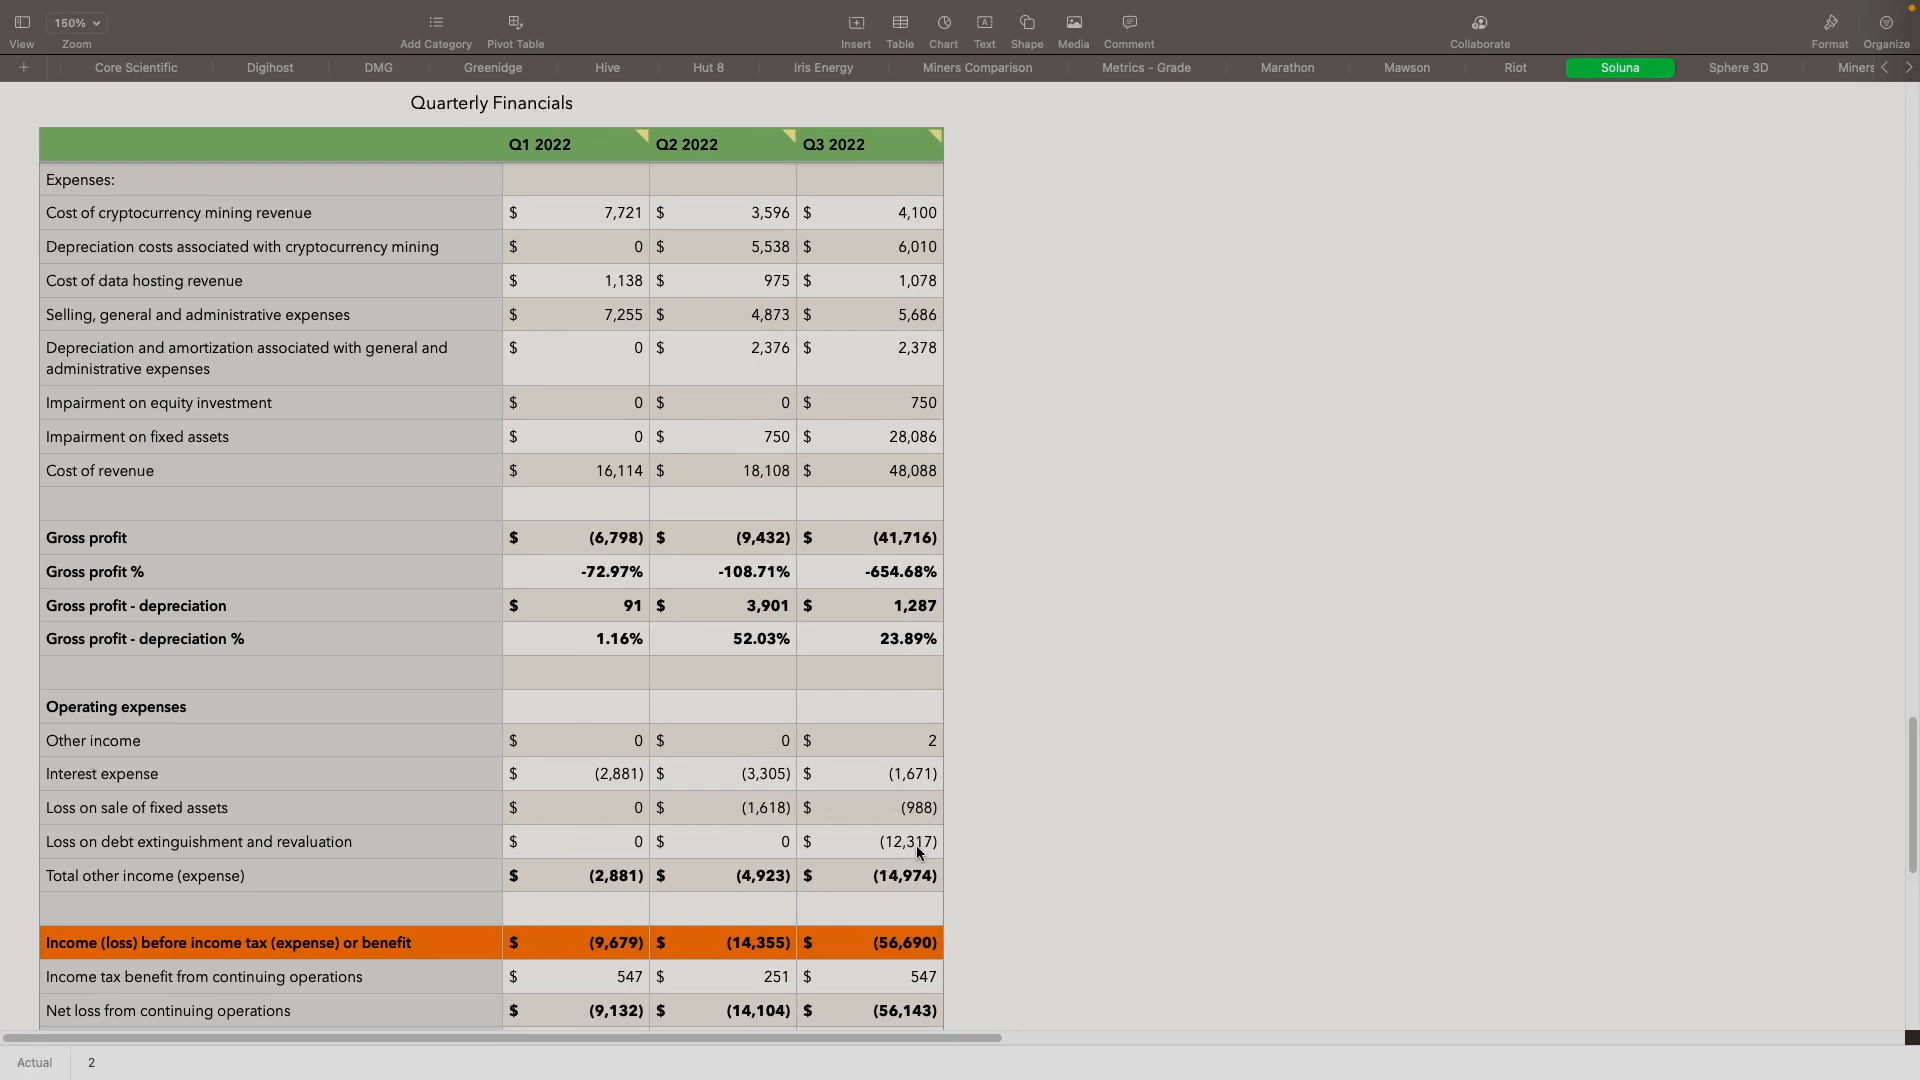 150%
View
Zoom
Add Category
Pivot Table
Insert
Table
Chart
Text
Shape
Media
Comment
Collaborate
Format
Organize
+ Core Scientific Digihost DMG Greenidge Hive Hut 8 Iris Energy Miners Comparison Metrics - Grade Marathon Mawson Riot Soluna Sphere 3D Miners
Quarterly Financials
Q1 2022 Q2 2022 Q3 2022
Expenses:
Cost of cryptocurrency mining revenue $ 7,721 $ 3,596 $ 4,100
Depreciation costs associated with cryptocurrency mining $ 0 $ 5,538 $ 6,010
Cost of data hosting revenue $ 1,138 $ 975 $ 1,078
Selling, general and administrative expenses $ 7,255 $ 4,873 $ 5,686
Depreciation and amortization associated with general and $ 0 $ 2,376 $ 2,378
administrative expenses
Impairment on equity investment $ 0 $ 0 $ 750
Impairment on fixed assets $ 0 $ 750 $ 28,086
Cost of revenue $ 16,114 $ 18,108 $ 48,088
Gross profit $ (6,798) $ (9,432) $ (41,716)
Gross profit % -72.97% -108.71% -654.68%
Gross profit - depreciation $ 91 $ 3,901 $ 1,287
Gross profit - depreciation % 1.16% 52.03% 23.89%
Operating expenses
Other income $ 0 $ 0 $ 2
Interest expense $ (2,881) $ (3,305) $ (1,671)
Loss on sale of fixed assets $ 0 $ (1,618) $ (988)
Loss on debt extinguishment and revaluation $ 0 $ 0 $ (12,317)
Total other income (expense) $ (2,881) $ (4,923) $ (14,974)
Income (loss) before income tax (expense) or benefit $ (9,679) $ (14,355) $ (56,690)
Income tax benefit from continuing operations $ 547 $ 251 $ 547
Net loss from continuing operations $ (9,132) $ (14,104) $ (56,143)
Actual 2